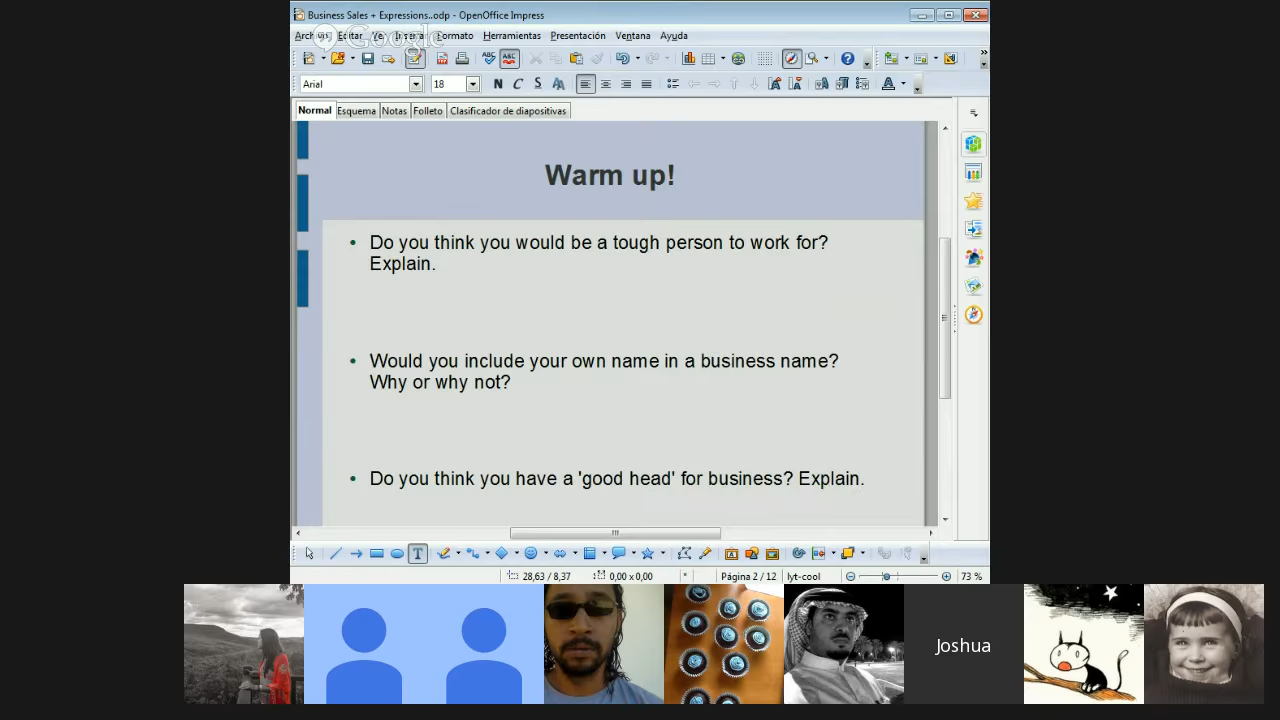 Business Sales + Expressions..odp - OpenOffice Impress
Google
Archivo Editar Ver Insertar Formato Herramientas Presentación Ventana Ayuda
Arial 18 N C S
Normal Esquema Notas Folleto Clasificador de diapositivas
Warm up!
• Do you think you would be a tough person to work for?
Explain.
• Would you include your own name in a business name?
Why or why not?
• Do you think you have a 'good head' for business? Explain.
28,63 / 8,37 0,00 x 0,00 * Página 2 / 12 lyt-cool 73 %
Joshua